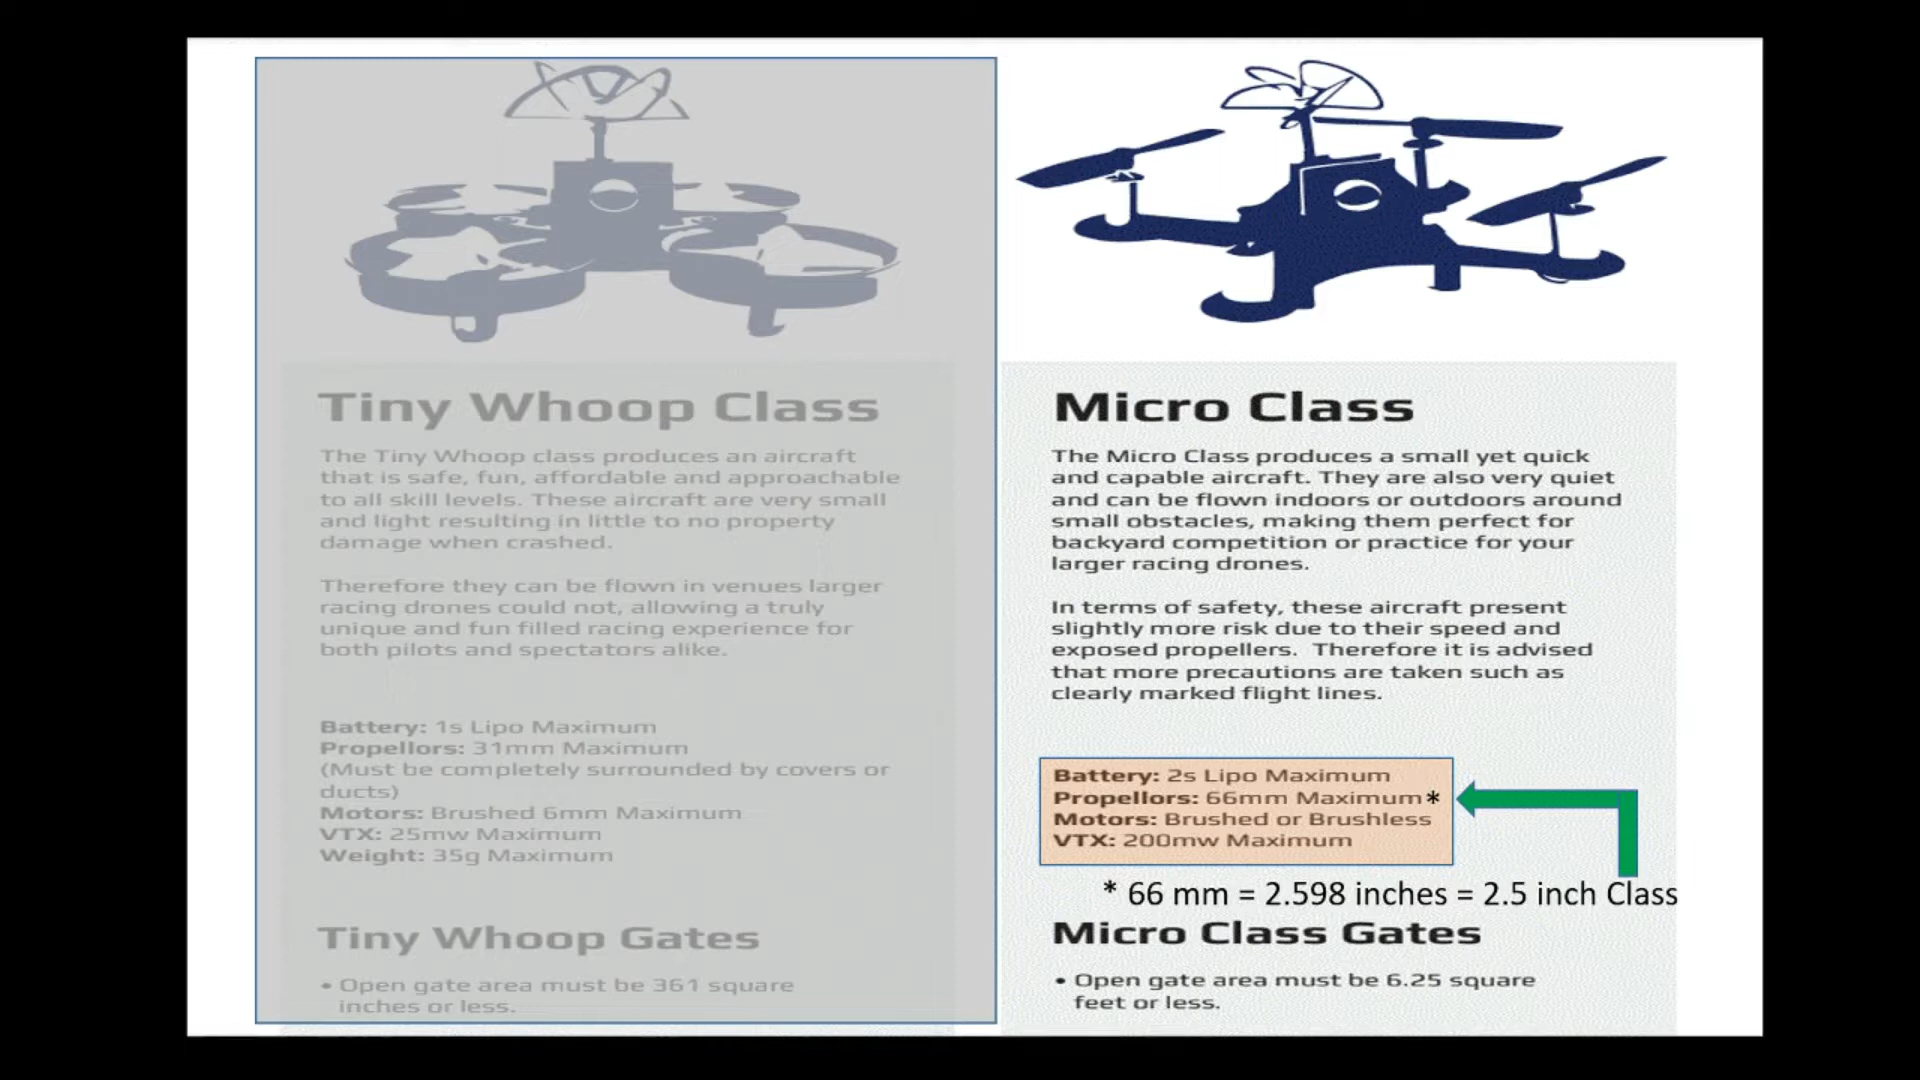 Tiny Whoop Class
The Tiny Whoop class produces an aircraft
that is safe, fun, affordable and approachable
to all skill levels. These aircraft are very small
and light resulting in little to no property
damage when crashed.
Therefore they can be flown in venues larger
racing drones could not, allowing a truly
unique and fun filled racing experience for
both pilots and spectators alike.
Battery: 1s Lipo Maximum
Propellors: 31mm Maximum
(Must be completely surrounded by covers or
ducts)
Motors: Brushed 6mm Maximum
VTX: 25mw Maximum
Weight: 35g Maximum
Tiny Whoop Gates
• Open gate area must be 361 square
inches or less.
Micro Class
The Micro Class produces a small yet quick
and capable aircraft. They are also very quiet
and can be flown indoors or outdoors around
small obstacles, making them perfect for
backyard competition or practice for your
larger racing drones.
In terms of safety, these aircraft present
slightly more risk due to their speed and
exposed propellers. Therefore it is advised
that more precautions are taken such as
clearly marked flight lines.
Battery: 2s Lipo Maximum
Propellors: 66mm Maximum*
Motors: Brushed or Brushless
VTX: 200mw Maximum
* 66 mm = 2.598 inches = 2.5 inch Class
Micro Class Gates
• Open gate area must be 6.25 square
feet or less.